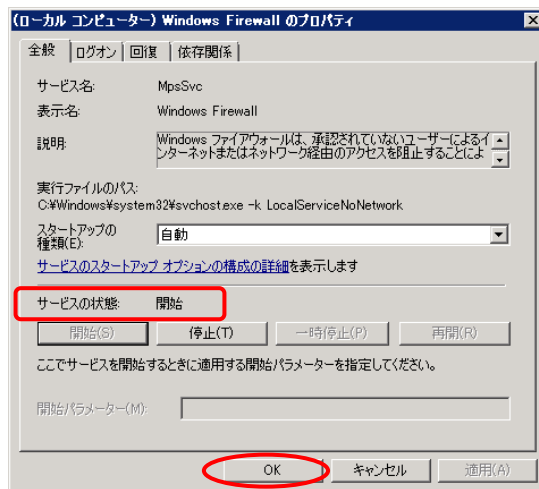 (ローカル コンピューター) Windows Firewall のプロパティ
全般 ログオン 回復 依存関係
サービス名: MpsSvc
表示名: Windows Firewall
説明: Windows ファイアウォールは、承認されていないユーザーによるイ
ンターネットまたはネットワーク経由のアクセスを阻止することによ
実行ファイルのパス:
C:¥Windows¥system32¥svchost.exe -k LocalServiceNoNetwork
スタートアップの
種類(E): 自動
サービスのスタートアップ オプションの構成の詳細を表示します
サービスの状態: 開始
開始(S) 停止(T) 一時停止(P) 再開(R)
ここでサービスを開始するときに適用する開始パラメーターを指定してください。
開始パラメーター(M):
OK キャンセル 適用(A)